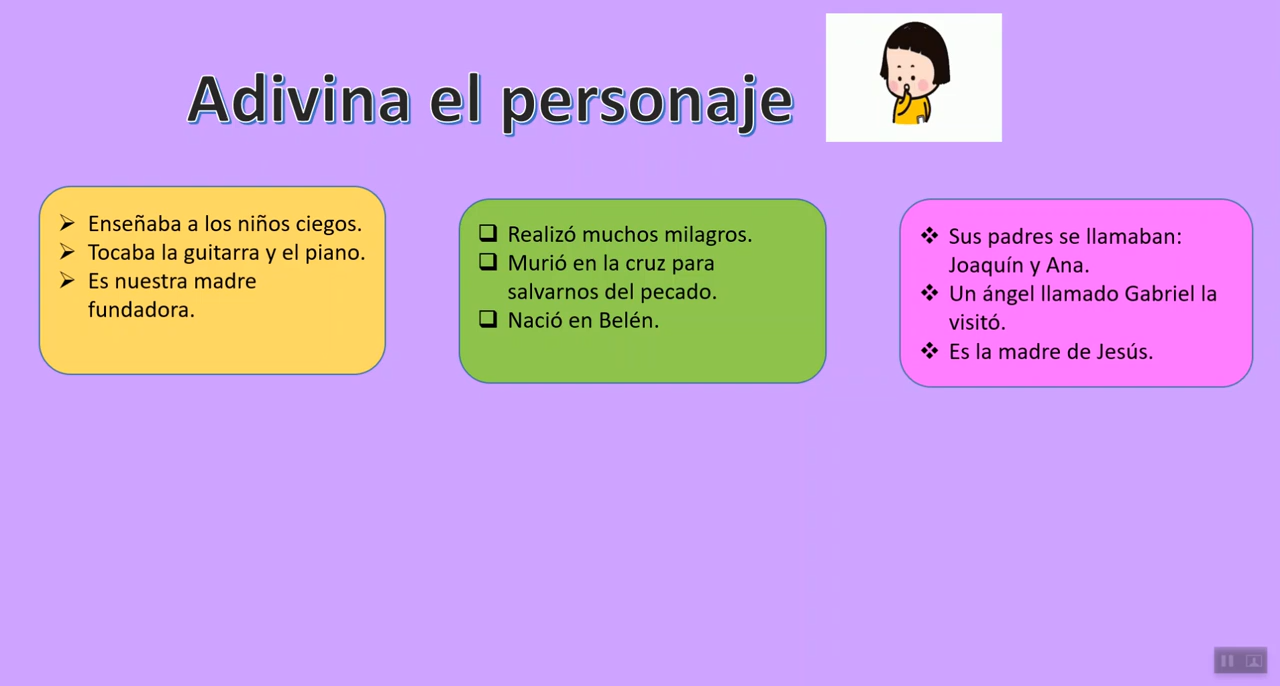 Adivina el personaje
Enseñaba a los niños ciegos.
Tocaba la guitarra y el piano.
Es nuestra madre
fundadora.
Realizó muchos milagros.
Murió en la cruz para
salvarnos del pecado.
Nació en Belén.
Sus padres se llamaban:
Joaquín y Ana.
Un ángel llamado Gabriel la
visitó.
Es la madre de Jesús.